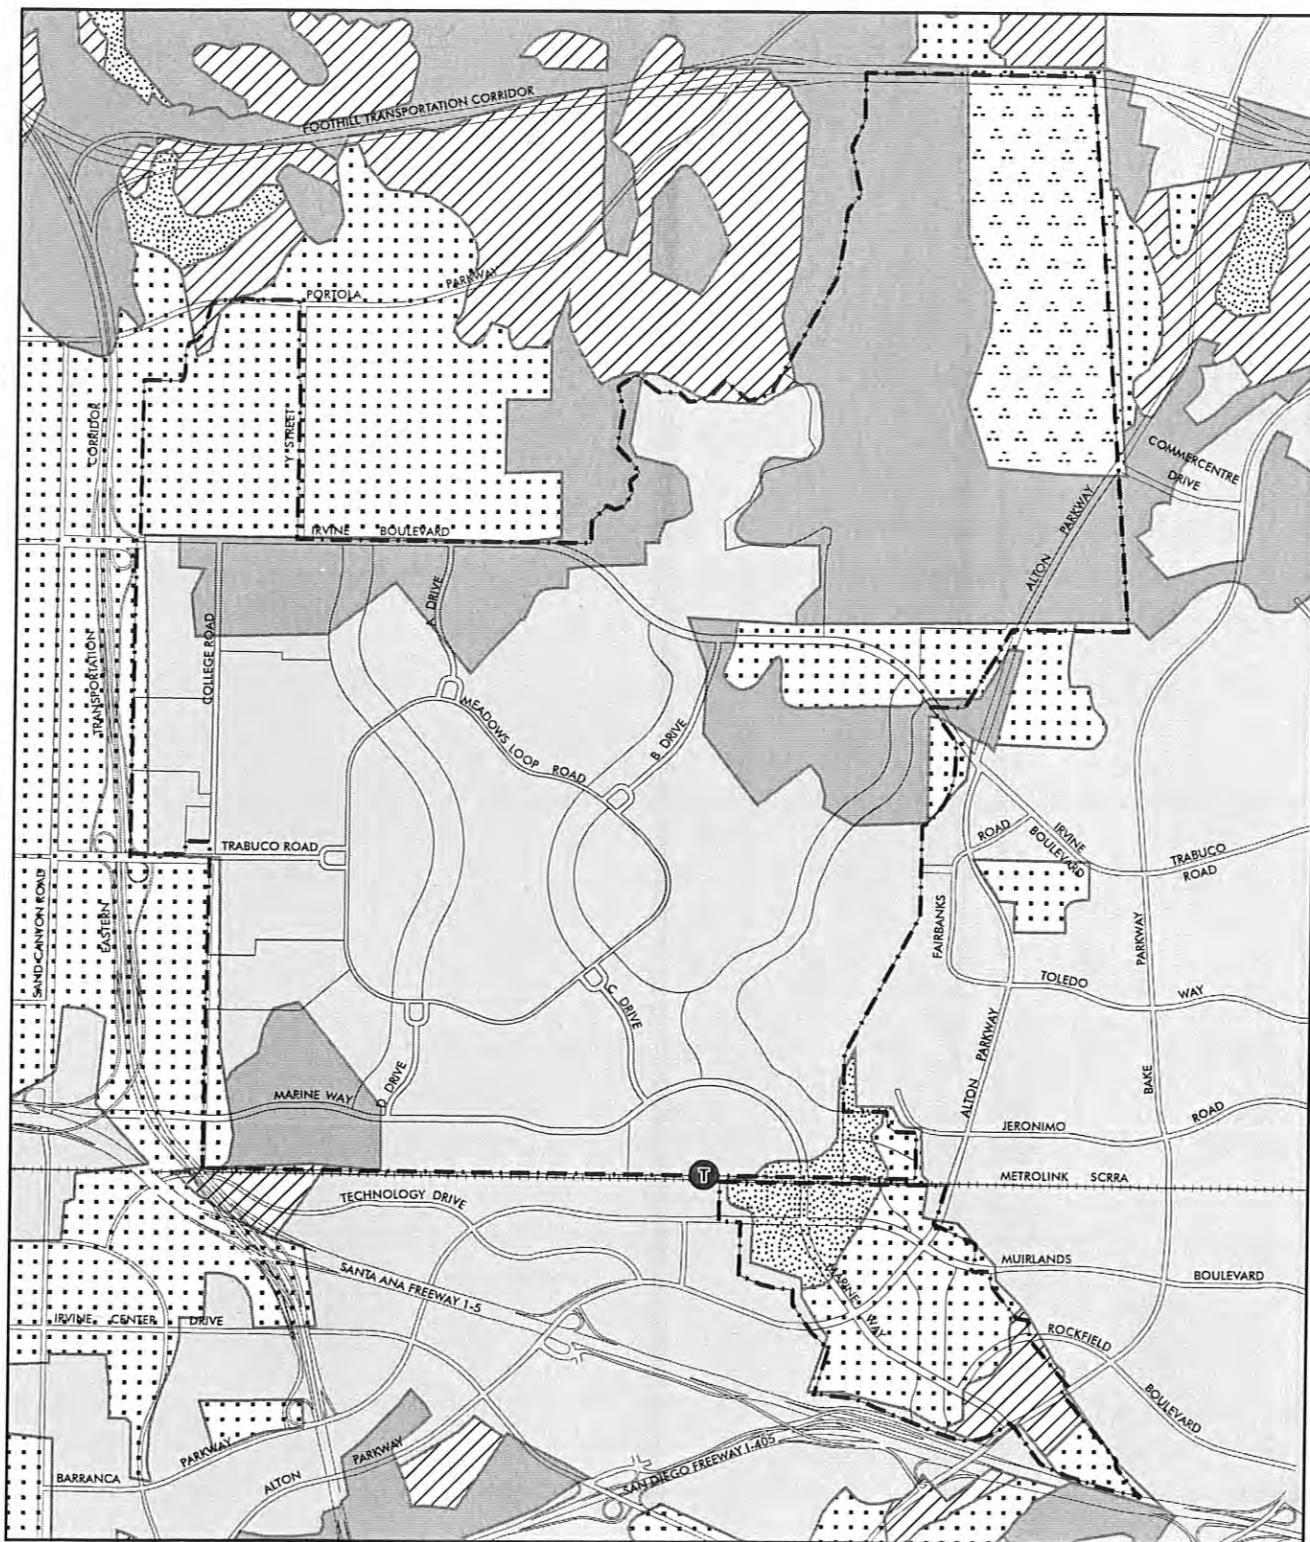 FOOTHILL TRANSPORTATION CORRIDOR
PORTOLA
PARKWAY
CORRIDOR
Y STREET
COMMERCENTRE
DRIVE
ALTON PARKWAY
IRVINE BOULEVARD
A DRIVE
COLLEGE ROAD
TRANSPORTATION
MEADOWS LOOP ROAD
B DRIVE
TRABUCO ROAD
ROAD
IRVINE
BOULEVARD
TRABUCO
ROAD
SAND CANYON ROAD
EASTERN
FAIRBANKS
PARKWAY
TOLEDO WAY
C DRIVE
ALTON PARKWAY
BAKE
MARINE WAY
D DRIVE
JERONIMO ROAD
T
METROLINK SCRRA
TECHNOLOGY DRIVE
MUIRLANDS
BOULEVARD
SANTA ANA FREEWAY I-5
MARINE WAY
IRVINE CENTER DRIVE
ROCKFIELD
BOULEVARD
BARRANCA
PARKWAY
ALTON
PARKWAY
SAN DIEGO FREEWAY I-405